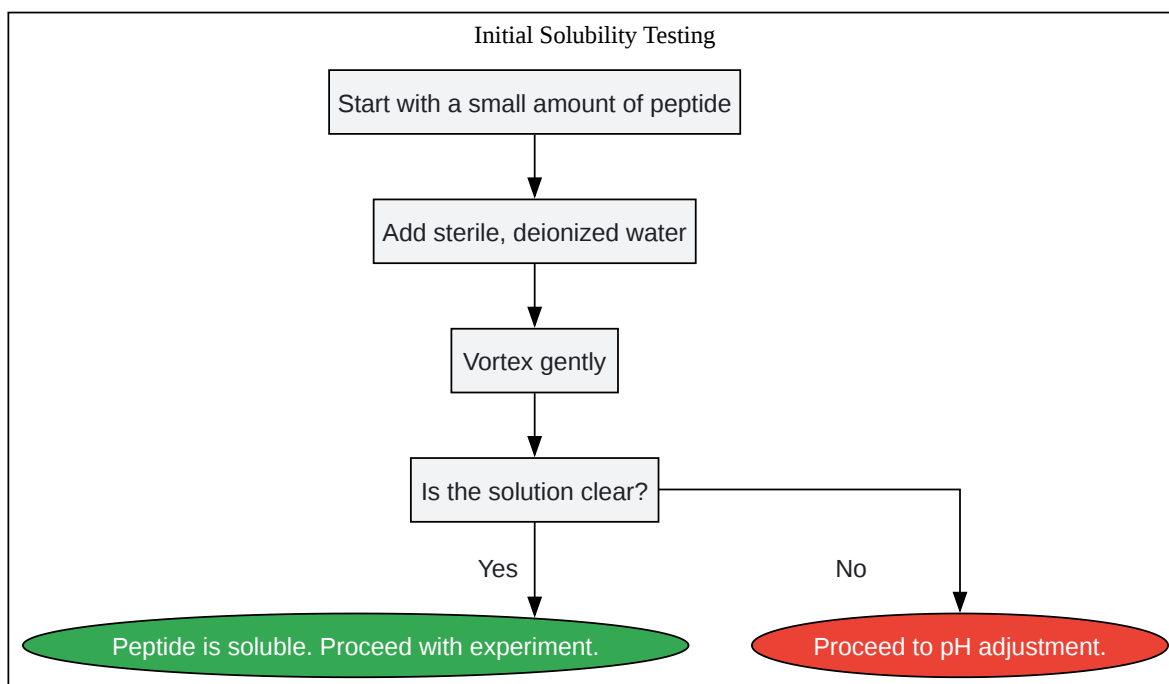 Initial Solubility Testing
Start with a small amount of peptide
Add sterile, deionized water
Vortex gently
Is the solution clear?
Yes
No
Peptide is soluble. Proceed with experiment.
Proceed to pH adjustment.